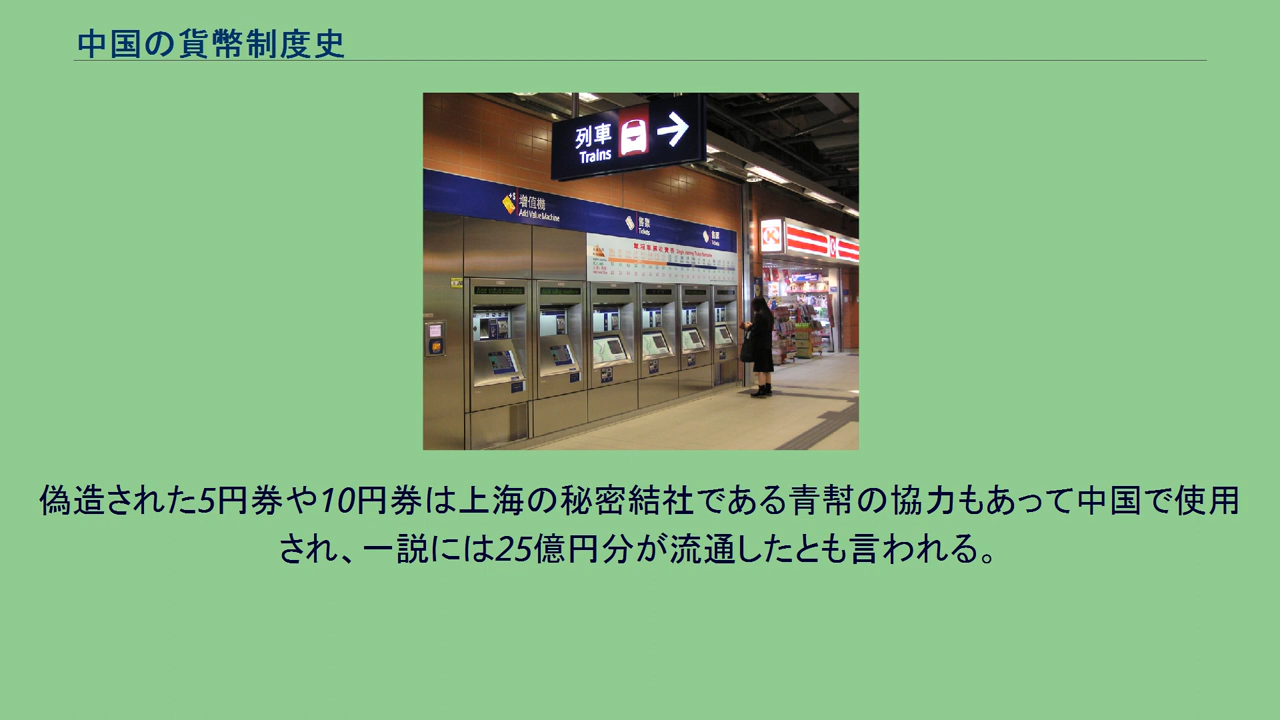 中国の貨幣制度史
列車
Trains
增值機
Add Value Machine
售票
Tickets
偽造された5円券や10円券は上海の秘密結社である青幇の協力もあって中国で使用
され、一説には25億円分が流通したとも言われる。